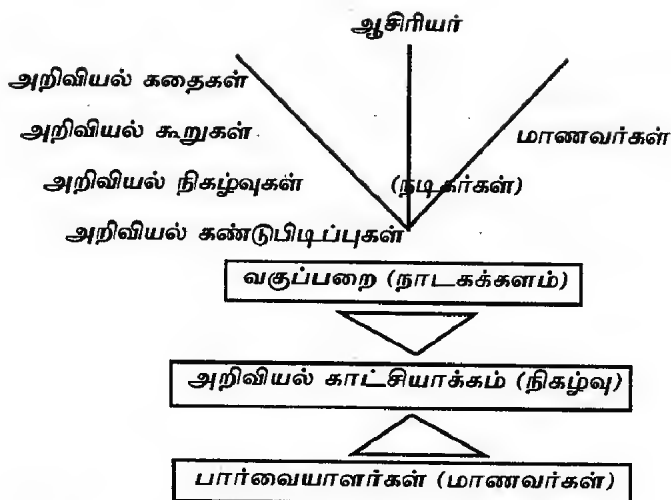 ஆசிரியர்
அறிவியல் கதைகள்
அறிவியல் கூறுகள்
மாணவர்கள்
அறிவியல் நிகழ்வுகள்
(நடிகர்கள்)
அறிவியல் கண்டுபிடிப்புகள்
வகுப்பறை (நாடகக்களம்)
அறிவியல் காட்சியாக்கம் (நிகழ்வு)
பார்வையாளர்கள் (மாணவர்கள்)